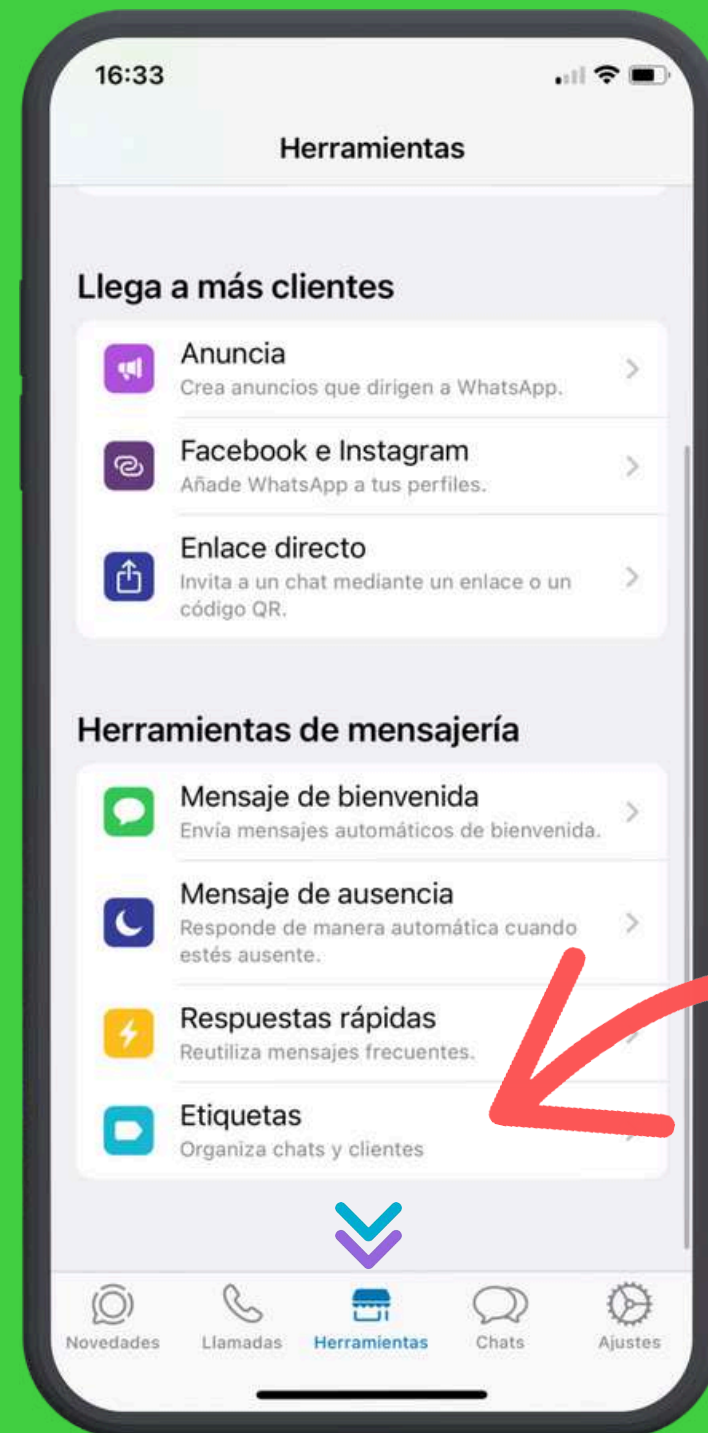 16:33
Herramientas
Llega a más clientes
Anuncia
Crea anuncios que dirigen a WhatsApp.
Facebook e Instagram
Añade WhatsApp a tus perfiles.
Enlace directo
Invita a un chat mediante un enlace o un
código QR.
Herramientas de mensajería
Mensaje de bienvenida
Envía mensajes automáticos de bienvenida.
Mensaje de ausencia
Responde de manera automática cuando
estés ausente.
Respuestas rápidas
Reutiliza mensajes frecuentes.
Etiquetas
Organiza chats y clientes
Novedades Llamadas Herramientas Chats Ajustes